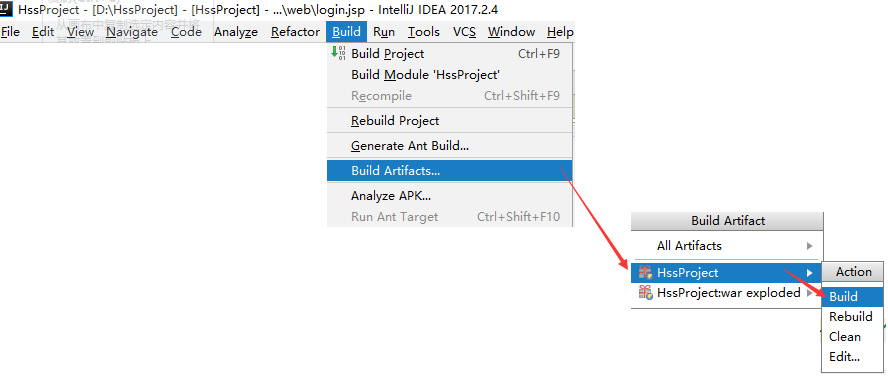 HssProject - [D:\HssProject] - [HssProject] - ...\web\login.jsp - IntelliJ IDEA 2017.2.4
File Edit View Navigate Code Analyze Refactor Build Run Tools VCS Window Help
Build Project Ctrl+F9
Build Module 'HssProject'
Recompile Ctrl+Shift+F9
Rebuild Project
Generate Ant Build...
Build Artifacts...
Analyze APK...
Run Ant Target Ctrl+Shift+F10
Build Artifact
All Artifacts
HssProject
HssProject:war exploded
Action
Build
Rebuild
Clean
Edit...